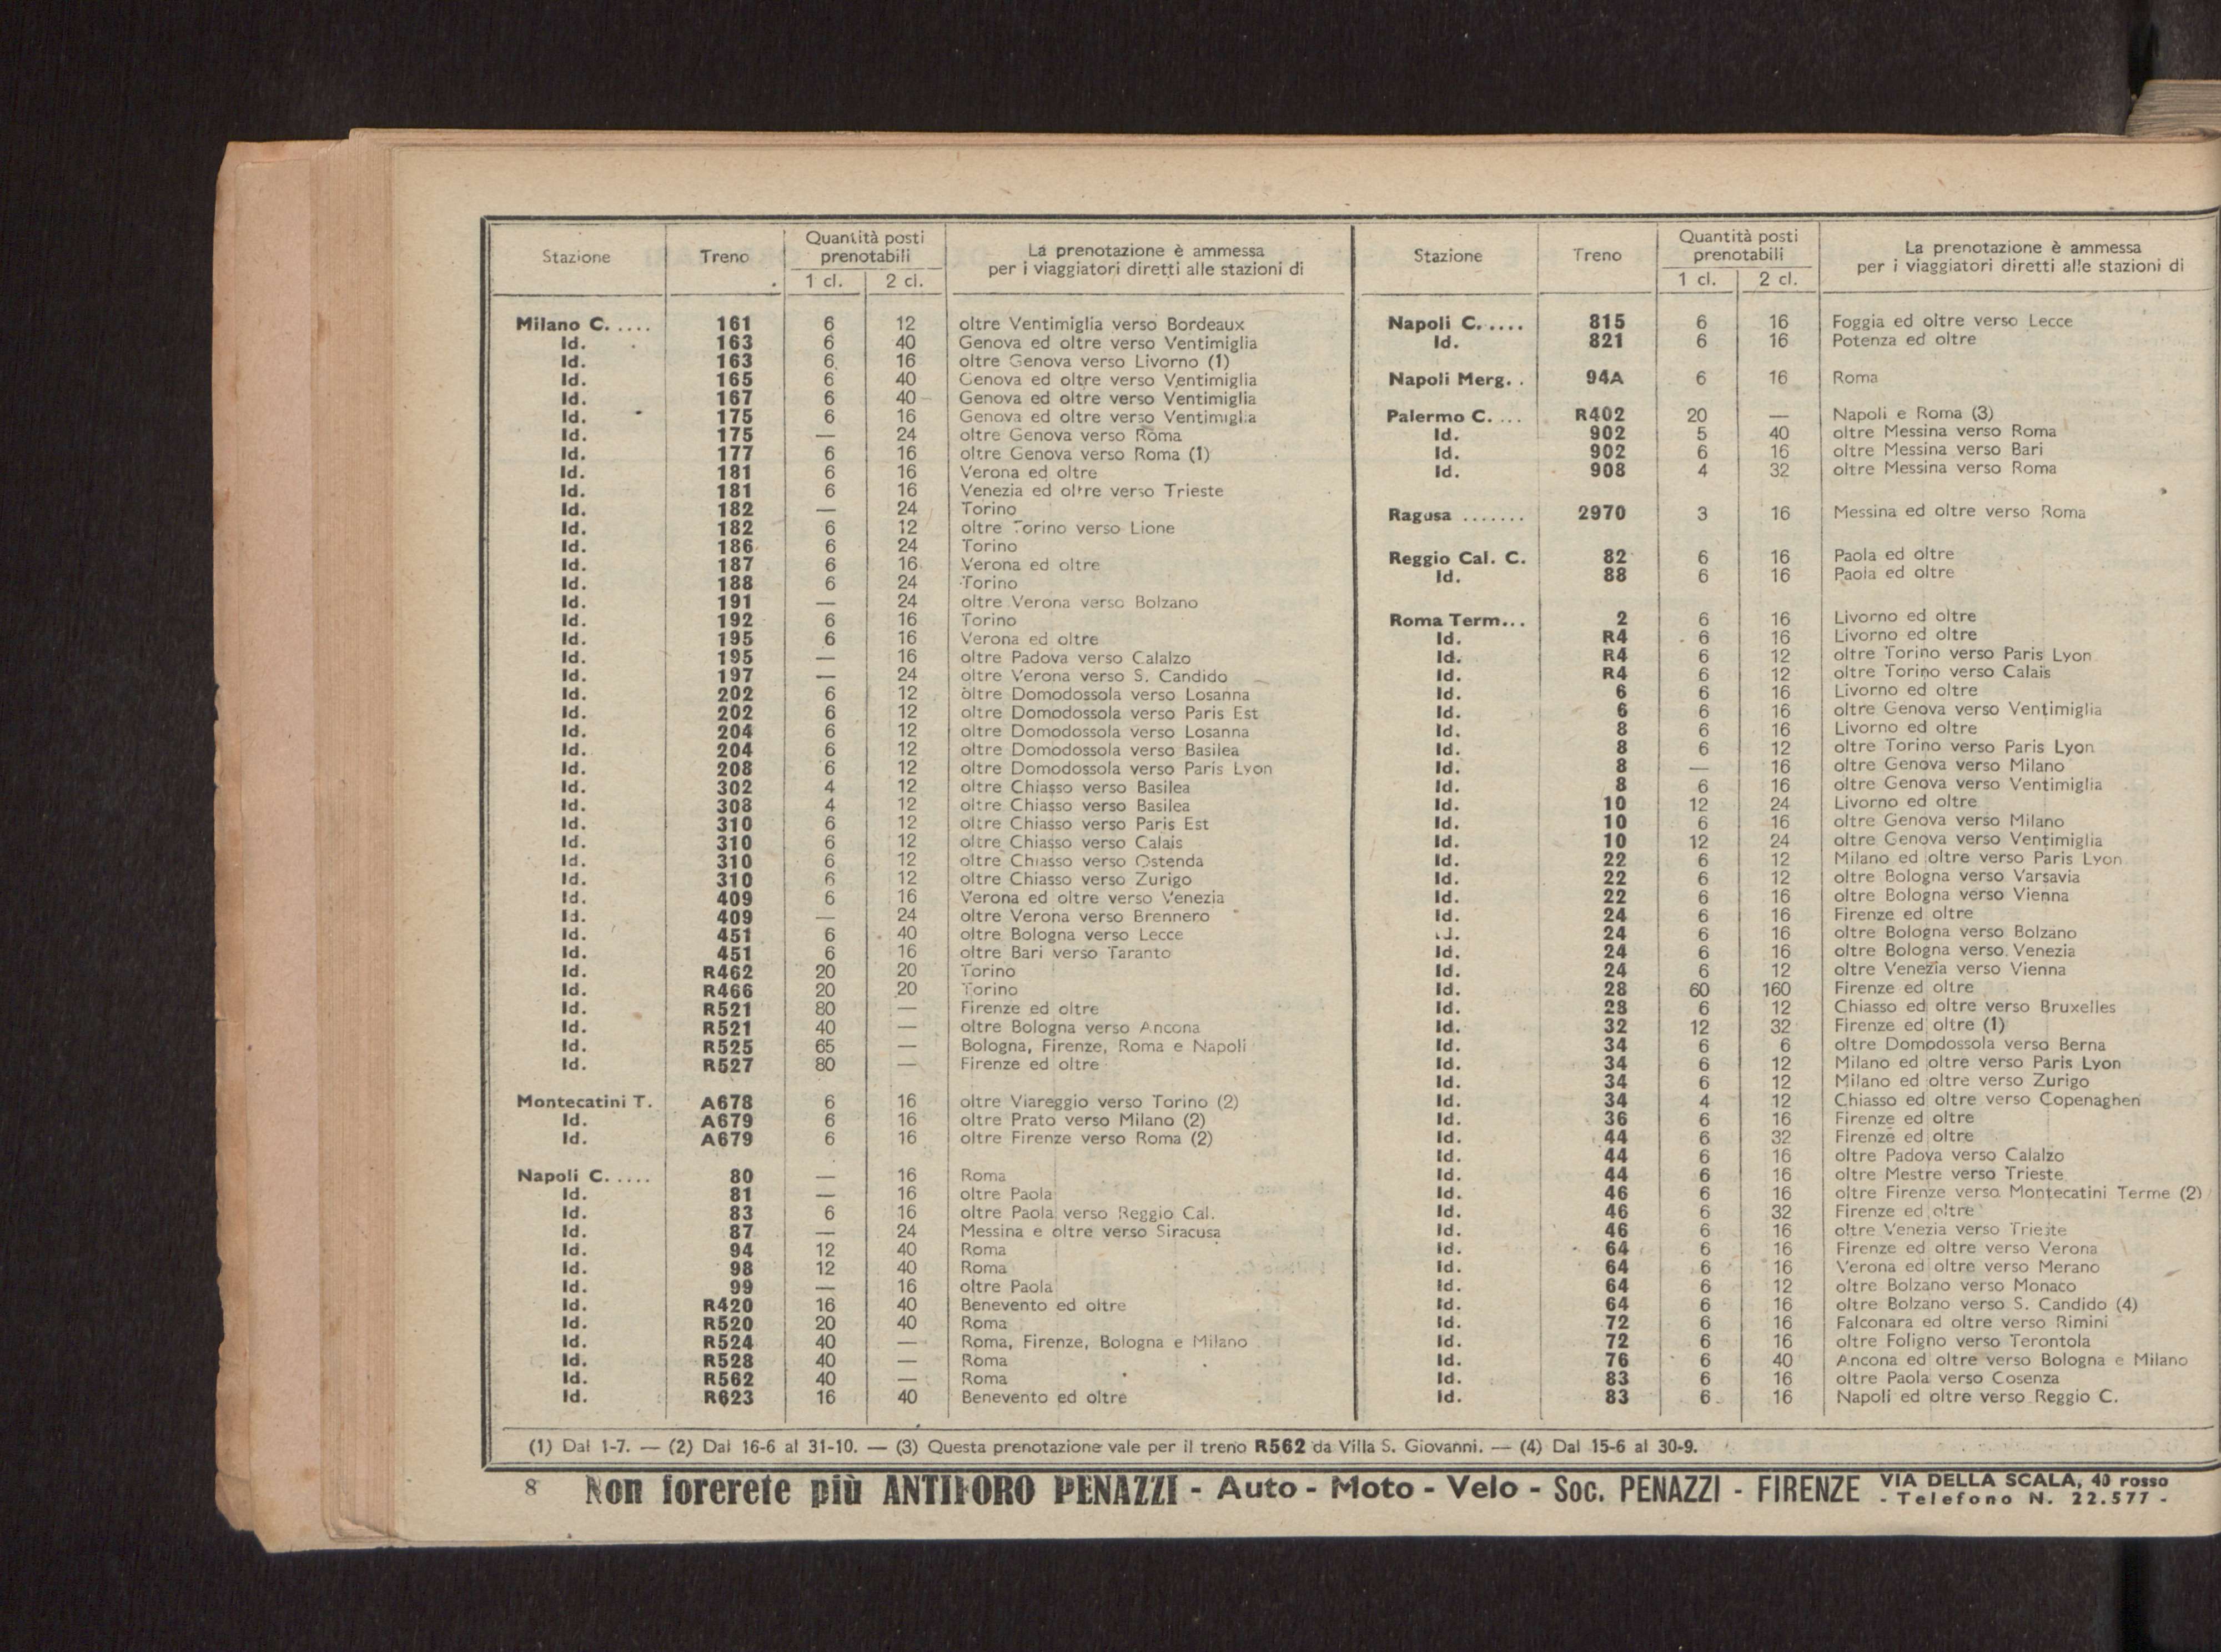 Stazione Treno Quantità posti prenotabili La prenotazione è ammessa per i viaggiatori diretti alle stazioni di
1 cl. 2 cl.
Milano C. .... 161 6 12 oltre Ventimiglia verso Bordeaux
Id. 163 6 40 Genova ed oltre verso Ventimiglia
Id. 163 6 16 oltre Genova verso Livorno (1)
Id. 165 6 40 Genova ed oltre verso Ventimiglia
Id. 167 6 40 Genova ed oltre verso Ventimiglia
Id. 175 6 16 Genova ed oltre verso Ventimiglia
Id. 175 — 24 oltre Genova verso Roma
Id. 177 6 16 oltre Genova verso Roma (1)
Id. 181 6 16 Verona ed oltre
Id. 181 6 16 Venezia ed oltre verso Trieste
Id. 182 — 24 Torino
Id. 182 6 12 oltre Torino verso Lione
Id. 186 6 24 Torino
Id. 187 6 16 Verona ed oltre
Id. 188 6 24 Torino
Id. 191 — 24 oltre Verona verso Bolzano
Id. 192 6 16 Torino
Id. 195 6 16 Verona ed oltre
Id. 195 — 16 oltre Padova verso Calalzo
Id. 197 — 24 oltre Verona verso S. Candido
Id. 202 6 12 oltre Domodossola verso Losanna
Id. 202 6 12 oltre Domodossola verso Paris Est
Id. 204 6 12 oltre Domodossola verso Losanna
Id. 204 6 12 oltre Domodossola verso Basilea
Id. 208 6 12 oltre Domodossola verso Paris Lyon
Id. 302 4 12 oltre Chiasso verso Basilea
Id. 308 4 12 oltre Chiasso verso Basilea
Id. 310 6 12 oltre Chiasso verso Paris Est
Id. 310 6 12 oltre Chiasso verso Calais
Id. 310 6 12 oltre Chiasso verso Ostenda
Id. 310 6 12 oltre Chiasso verso Zurigo
Id. 409 6 16 Verona ed oltre verso Venezia
Id. 409 — 24 oltre Verona verso Brennero
Id. 451 6 40 oltre Bologna verso Lecce
Id. 451 6 16 oltre Bari verso Taranto
Id. R462 20 20 Torino
Id. R466 20 20 Torino
Id. R521 80 — Firenze ed oltre
Id. R521 40 — oltre Bologna verso Ancona
Id. R525 65 — Bologna, Firenze, Roma e Napoli
Id. R527 80 — Firenze ed oltre
Montecatini T. A678 6 16 oltre Viareggio verso Torino (2)
Id. A679 6 16 oltre Prato verso Milano (2)
Id. A679 6 16 oltre Firenze verso Roma (2)
Napoli C. .... 80 — 16 Roma
Id. 81 — 16 oltre Paola
Id. 83 6 16 oltre Paola verso Reggio Cal.
Id. 87 — 24 Messina e oltre verso Siracusa
Id. 94 12 40 Roma
Id. 98 12 40 Roma
Id. 99 — 16 oltre Paola
Id. R420 16 40 Benevento ed oltre
Id. R520 20 40 Roma
Id. R524 40 — Roma, Firenze, Bologna e Milano
Id. R528 40 — Roma
Id. R562 40 — Roma
Id. R623 16 40 Benevento ed oltre
Stazione Treno Quantità posti prenotabili La prenotazione è ammessa per i viaggiatori diretti alle stazioni di
1 cl. 2 cl.
Napoli C. .... 815 6 16 Foggia ed oltre verso Lecce
Id. 821 6 16 Potenza ed oltre
Napoli Merg. . 94A 6 16 Roma
Palermo C. ... R402 20 — Napoli e Roma (3)
Id. 902 5 40 oltre Messina verso Roma
Id. 902 6 16 oltre Messina verso Bari
Id. 908 4 32 oltre Messina verso Roma
Ragusa ....... 2970 3 16 Messina ed oltre verso Roma
Reggio Cal. C. 82 6 16 Paola ed oltre
Id. 88 6 16 Paola ed oltre
Roma Term... 2 6 16 Livorno ed oltre
Id. R4 6 16 Livorno ed oltre
Id. R4 6 12 oltre Torino verso Paris Lyon
Id. R4 6 12 oltre Torino verso Calais
Id. 6 6 16 Livorno ed oltre
Id. 6 6 16 oltre Genova verso Ventimiglia
Id. 8 6 16 Livorno ed oltre
Id. 8 6 12 oltre Torino verso Paris Lyon
Id. 8 — 16 oltre Genova verso Milano
Id. 8 6 16 oltre Genova verso Ventimiglia
Id. 10 12 24 Livorno ed oltre
Id. 10 6 16 oltre Genova verso Milano
Id. 10 12 24 oltre Genova verso Ventimiglia
Id. 22 6 12 Milano ed oltre verso Paris Lyon
Id. 22 6 12 oltre Bologna verso Varsavia
Id. 22 6 16 oltre Bologna verso Vienna
Id. 24 6 16 Firenze ed oltre
Id. 24 6 16 oltre Bologna verso Bolzano
Id. 24 6 16 oltre Bologna verso Venezia
Id. 24 6 12 oltre Venezia verso Vienna
Id. 28 60 160 Firenze ed oltre
Id. 28 6 12 Chiasso ed oltre verso Bruxelles
Id. 32 12 32 Firenze ed oltre (1)
Id. 34 6 6 oltre Domodossola verso Berna
Id. 34 6 12 Milano ed oltre verso Paris Lyon
Id. 34 6 12 Milano ed oltre verso Zurigo
Id. 34 4 12 Chiasso ed oltre verso Copenaghen
Id. 36 6 16 Firenze ed oltre
Id. 44 6 32 Firenze ed oltre
Id. 44 6 16 oltre Padova verso Calalzo
Id. 44 6 16 oltre Mestre verso Trieste
Id. 46 6 16 oltre Firenze verso Montecatini Terme (2)
Id. 46 6 32 Firenze ed oltre
Id. 46 6 16 oltre Venezia verso Trieste
Id. 64 6 16 Firenze ed oltre verso Verona
Id. 64 6 16 Verona ed oltre verso Merano
Id. 64 6 12 oltre Bolzano verso Monaco
Id. 64 6 16 oltre Bolzano verso S. Candido (4)
Id. 72 6 16 Falconara ed oltre verso Rimini
Id. 72 6 16 oltre Foligno verso Terontola
Id. 76 6 40 Ancona ed oltre verso Bologna e Milano
Id. 83 6 16 oltre Paola verso Cosenza
Id. 83 6 16 Napoli ed oltre verso Reggio C.
(1) Dal 1-7. — (2) Dal 16-6 al 31-10. — (3) Questa prenotazione vale per il treno R562 da Villa S. Giovanni. — (4) Dal 15-6 al 30-9.
8 Non forerete più ANTIFORO PENAZZI - Auto - Moto - Velo - Soc. PENAZZI - FIRENZE VIA DELLA SCALA, 40 rosso
- Telefono N. 22.577 -